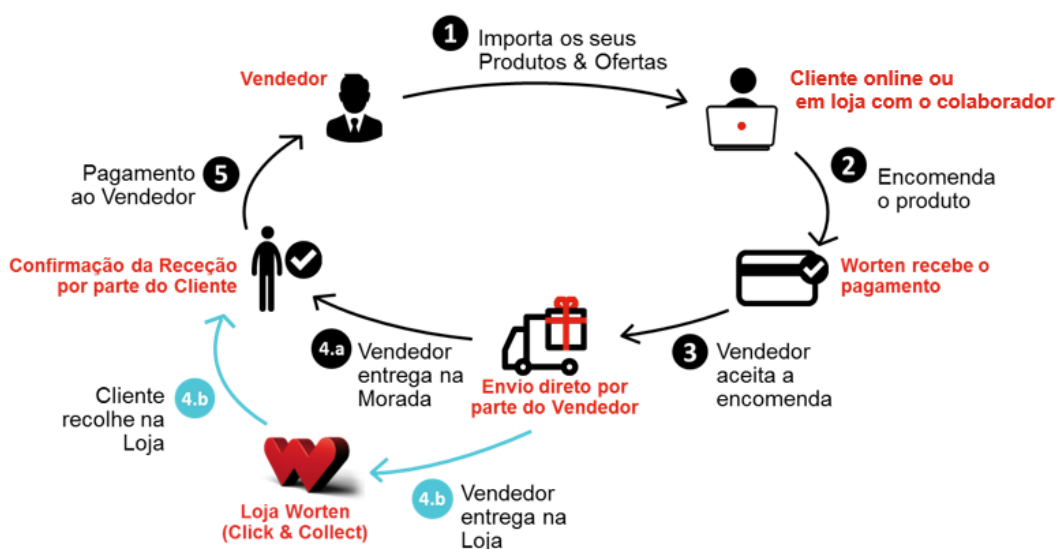 1
Importa os seus
Produtos & Ofertas
Vendedor
Cliente online ou
em loja com o colaborador
2
Encomenda
o produto
Worten recebe o
pagamento
3
Vendedor
aceita a
encomenda
Envio direto por
parte do Vendedor
4.a
Vendedor
entrega na
Morada
4.b
Vendedor
entrega na
Loja
Loja Worten
(Click & Collect)
4.b
Cliente
recolhe na
Loja
Confirmação da Receção
por parte do Cliente
5
Pagamento
ao Vendedor